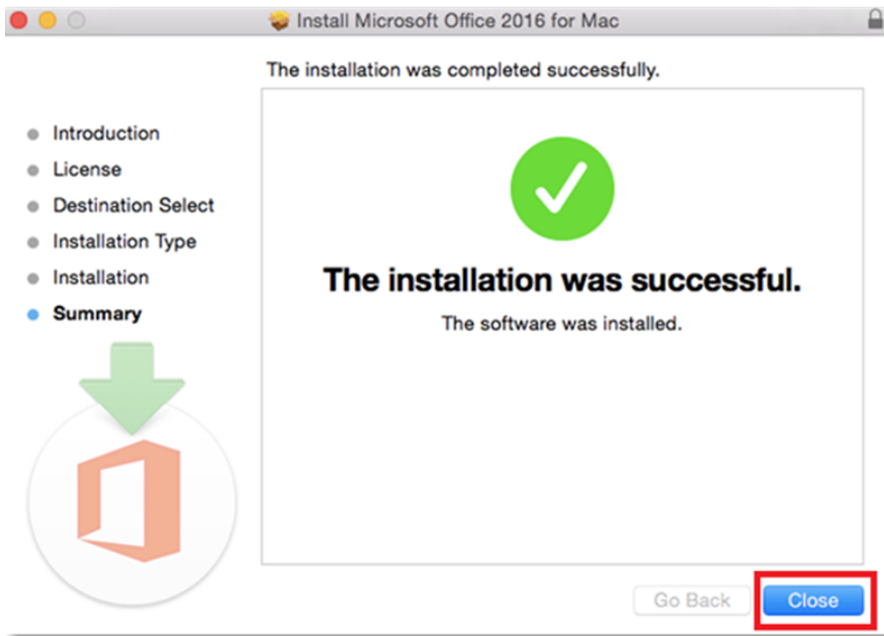 Install Microsoft Office 2016 for Mac
The installation was completed successfully.
Introduction
License
Destination Select
Installation Type
Installation
Summary
The installation was successful.
The software was installed.
Go Back
Close